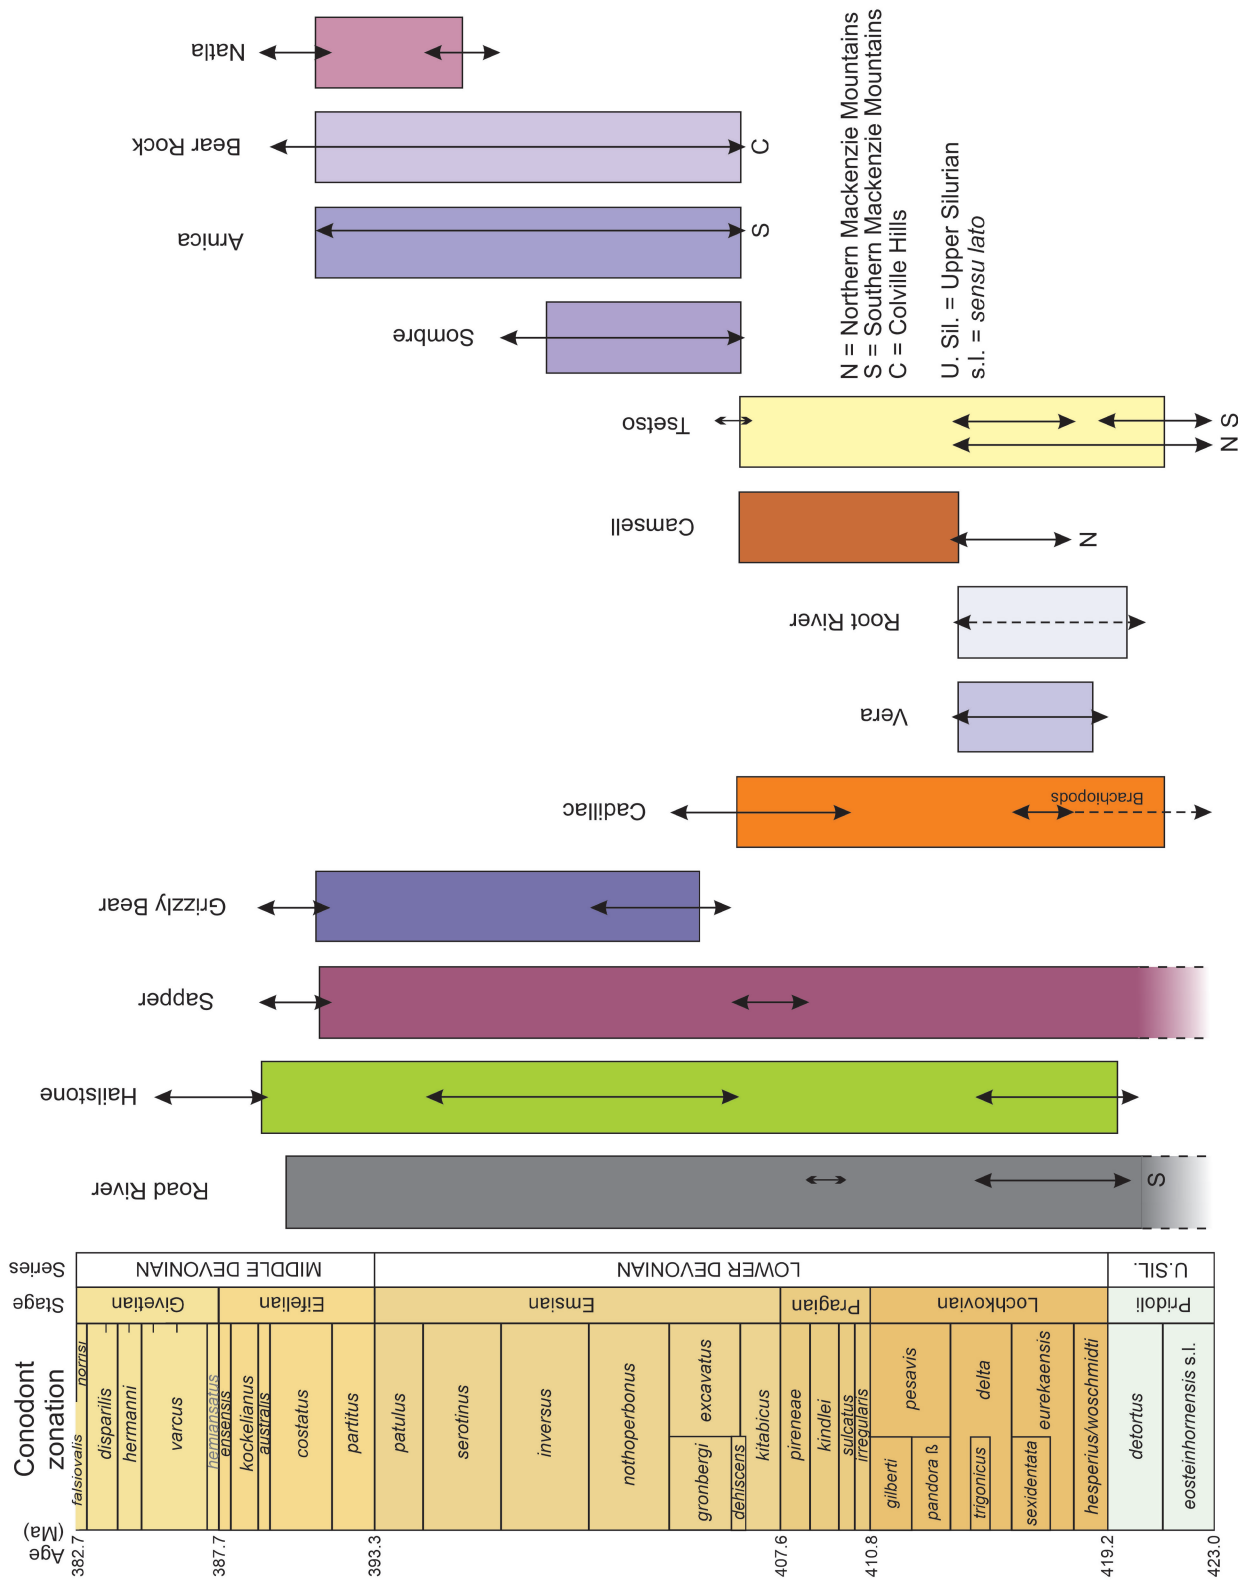 Age
(Ma)
Conodont
zonation
Stage
Series
382.7
387.7
393.3
407.6
410.8
419.2
423.0
falsiovalis
norrisi
disparilis
hermanni
varcus
hemiansatus
ensensis
kockelianus
australis
costatus
partitus
patulus
serotinus
inversus
nothoperbonus
excavatus
gronbergi
dehiscens
kitabicus
pireneae
kindlei
sulcatus
irregularis
pesavis
gilberti
pandora ß
delta
trigonicus
eurekaensis
sexidentata
hesperius/woschmidti
detortus
eosteinhornensis s.l.
Givetian
Eifelian
Emsian
Pragian
Lochkovian
Pridoli
MIDDLE DEVONIAN
LOWER DEVONIAN
U.SIL.
Road River
S
Hailstone
Sapper
Grizzly Bear
Cadillac
Brachiopods
Vera
Root River
Camsell
N
Tsetso
N S
Sombre
Arnica
S
Bear Rock
C
Natla
N = Northern Mackenzie Mountains
S = Southern Mackenzie Mountains
C = Colville Hills
U. Sil. = Upper Silurian
s.l. = sensu lato